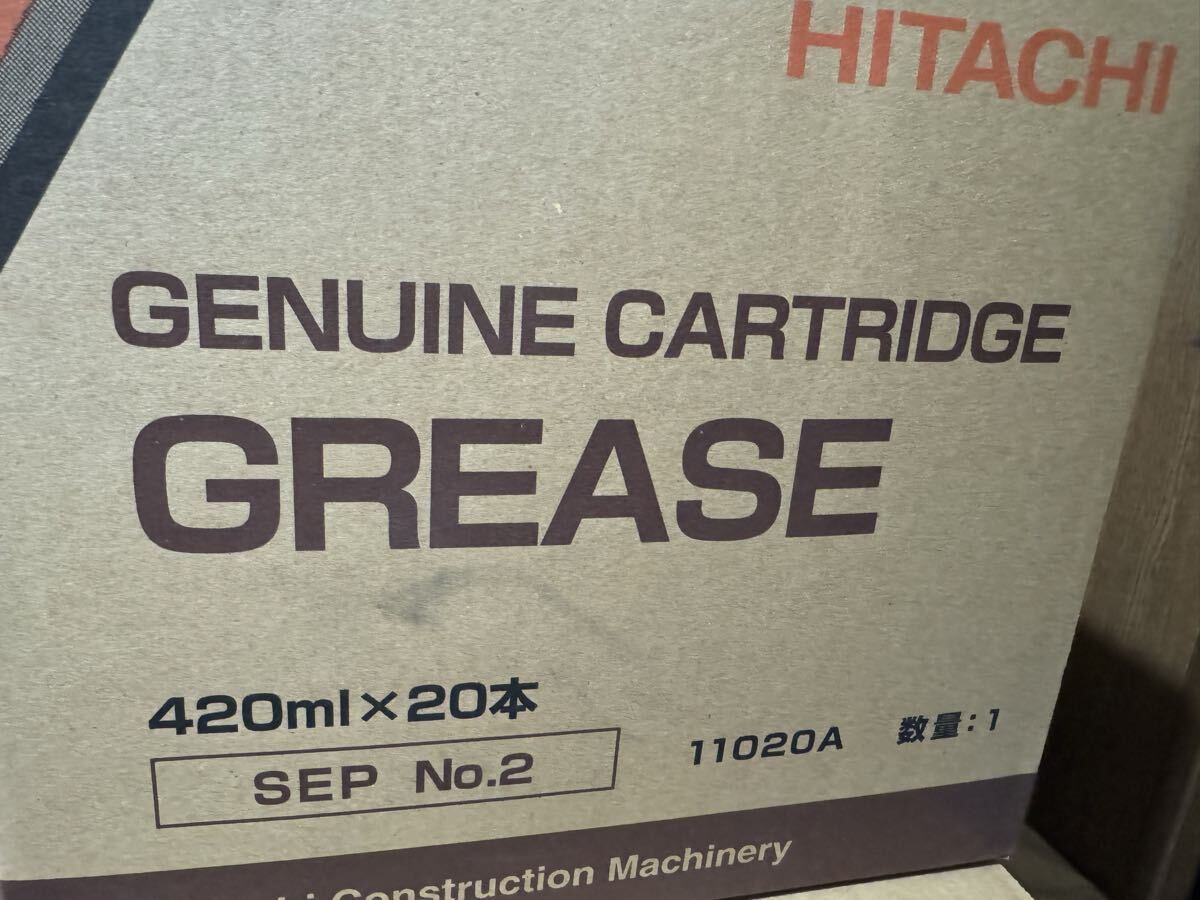 HITACHI
GENUINE CARTRIDGE
GREASE
420ml×20本
SEP No.2
11020A 数量:1
Construction Machinery